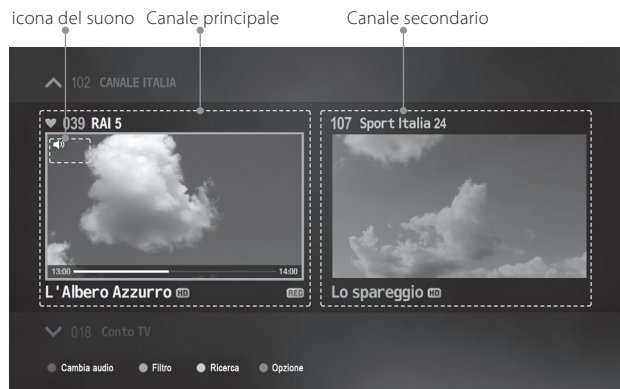 icona del suono Canale principale Canale secondario
102 CANALE ITALIA
039 RAI 5
107 Sport Italia 24
13:00 14:00
L'Albero Azzurro HD REC
Lo spareggio HD
018 Conto TV
Cambia audio Filtro Ricerca Opzione